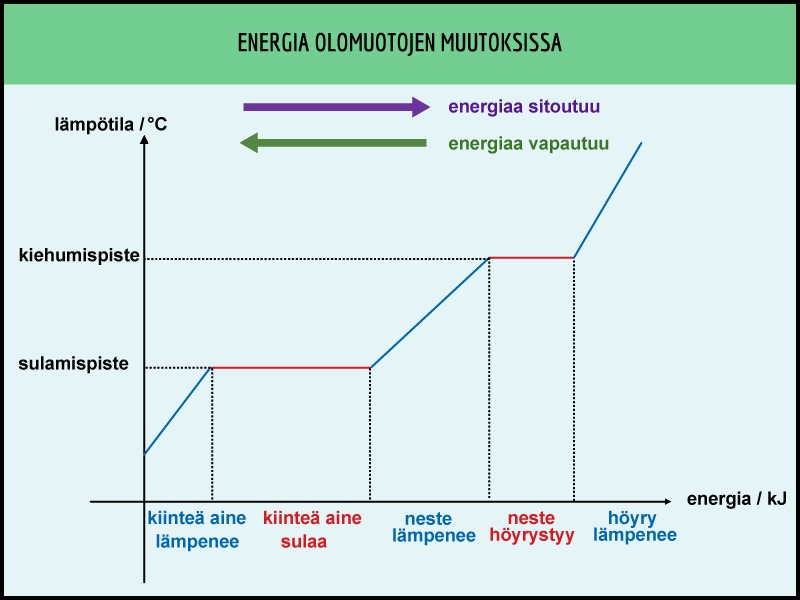 ENERGIA OLOMUOTOJEN MUUTOKSISSA
energiaa sitoutuu
lämpötila / °C
energiaa vapautuu
kiehumispiste
sulamispiste
energia / kJ
kiinteä aine
lämpenee
kiinteä aine
sulaa
neste
lämpenee
neste
höyrystyy
höyry
lämpenee